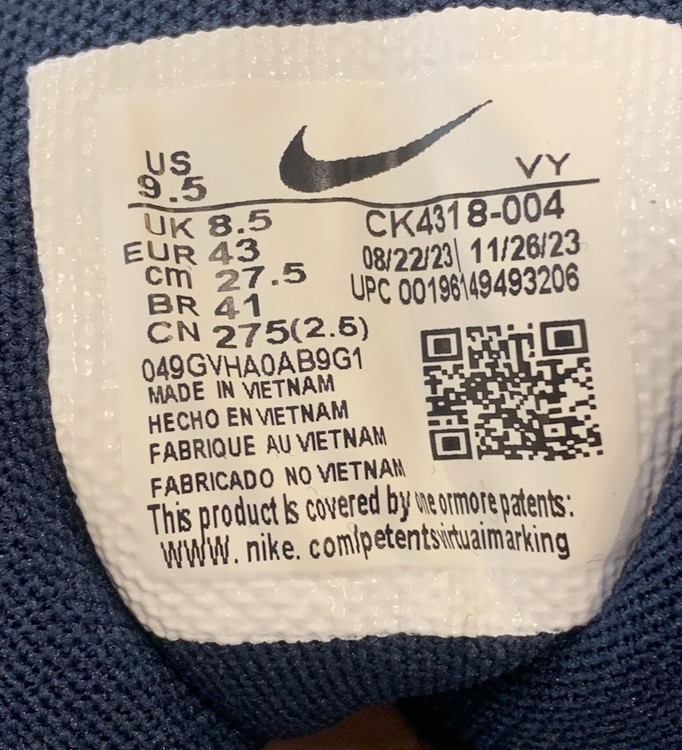 US
9.5
VY
UK 8.5
CK4318-004
EUR 43
08/22/23| 11/26/23
cm 27.5
UPC 00196149493206
BR 41
CN 275(2.5)
049GVHA0AB9G1
MADE IN VIETNAM
HECHO EN VIETNAM
FABRIQUE AU VIETNAM
FABRICADO NO VIETNAM
This product Is covered by one ormore patents:
WWW. nike. com/petentsvirtuaimarking